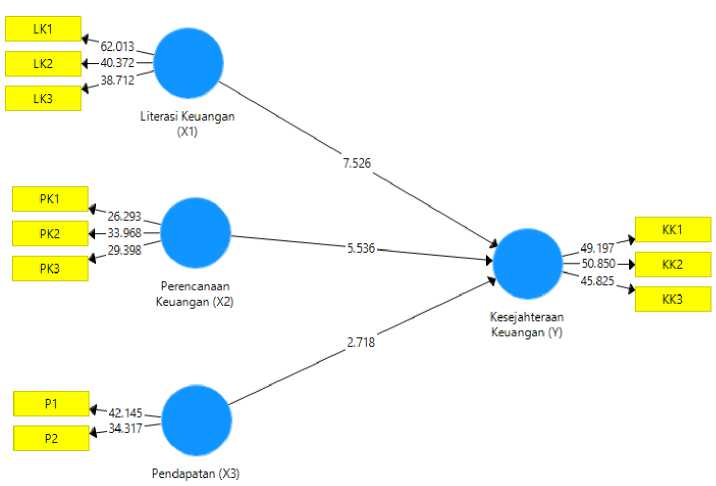 LK1
62.013
LK2
40.372
38.712
LK3
Literasi Keuangan
(X1)
7.526
PK1
26.293
PK2
33.968
29.398
PK3
Perencanaan
Keuangan (X2)
5.536
KK1
49.197
KK2
50.850
45.825
KK3
Kesejahteraan
Keuangan (Y)
2.718
P1
42.145
P2
34.317
Pendapatan (X3)